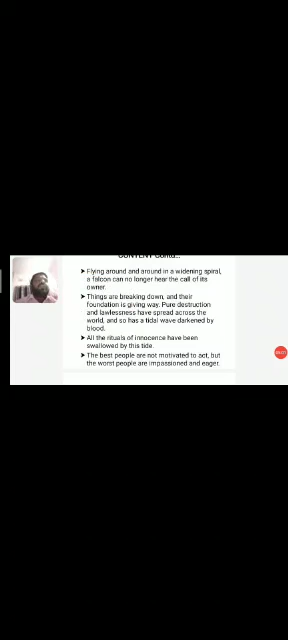 CONTENT Contd...
➤ Flying around and around in a widening spiral,
a falcon can no longer hear the call of its
owner.
➤ Things are breaking down, and their
foundation is giving way. Pure destruction
and lawlessness have spread across the
world, and so has a tidal wave darkened by
blood.
➤ All the rituals of innocence have been
swallowed by this tide.
➤ The best people are not motivated to act, but
the worst people are impassioned and eager.